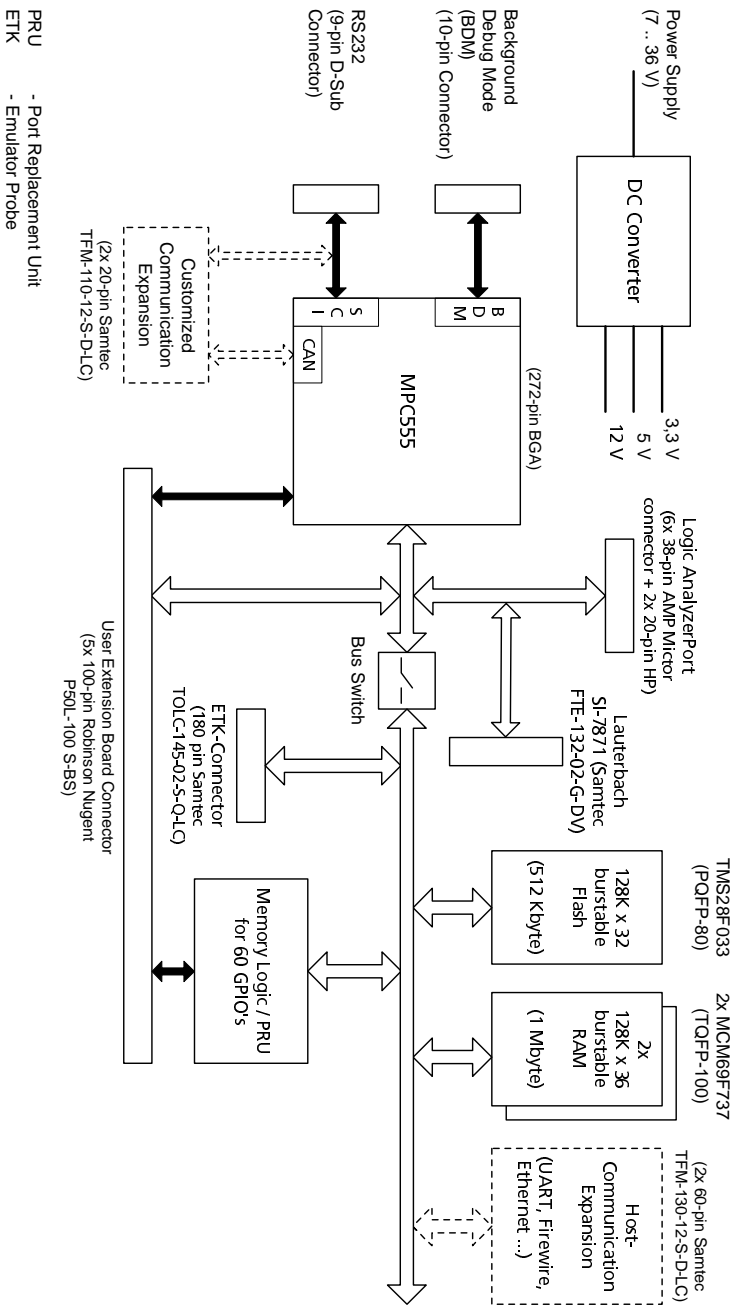 Power Supply
(7 .. 36 V)
DC Converter
3,3 V
5 V
12 V
Logic AnalyzerPort
(6x 38-pin AMP Mictor
connector + 2x 20-pin HP)
Lauterbach
SI-7871 (Samtec
FTE-132-02-G-DV)
TMS28F033
(PQFP-80)
128K x 32
burstable
Flash
(512 Kbyte)
2x MCM69F737
(TQFP-100)
2x
128K x 36
burstable
RAM
(1 Mbyte)
(2x 60-pin Samtec
TFM-130-12-S-D-LC)
Host-
Communication
Expansion
(UART, Firewire,
Ethernet ...)
Background
Debug Mode
(BDM)
(10-pin Connector)
B
D
M
(272-pin BGA)
MPC555
RS232
(9-pin D-Sub
Connector)
S
C
I
CAN
Bus Switch
Customized
Communication
Expansion
(2x 20-pin Samtec
TFM-110-12-S-D-LC)
ETK-Connector
(180 pin Samtec
TOLC-145-02-S-Q-LC)
Memory Logic / PRU
for 60 GPIO's
User Extension Board Connector
(5x 100-pin Robinson Nugent
P50L-100 S-BS)
PRU - Port Replacement Unit
ETK - Emulator Probe